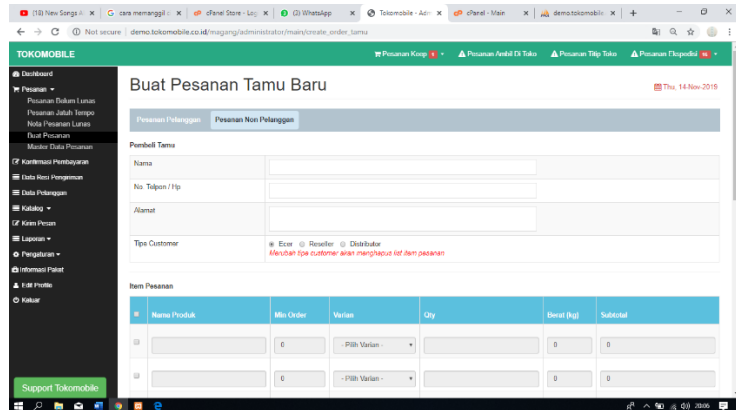 (18) New Songs A
cara memanggil c
cPanel Store - Log
(2) WhatsApp
Tokomobile - Adm
cPanel - Main
demo.tokomobile
Not secure | demo.tokomobile.co.id/magang/administrator/main/create_order_tamu
TOKOMOBILE
Pesanan Keep
Pesanan Ambil Di Toko
Pesanan Titip Toko
Pesanan Ekspedisi
Dashboard
Pesanan
Pesanan Belum Lunas
Pesanan Jatuh Tempo
Nota Pesanan Lunas
Buat Pesanan
Master Data Pesanan
Konfirmasi Pembayaran
Data Resi Pengiriman
Data Pelanggan
Katalog
Kirim Pesan
Laporan
Pengaturan
Informasi Paket
Edit Profile
Keluar
Support Tokomobile
Buat Pesanan Tamu Baru
Thu, 14-Nov-2019
Pesanan Pelanggan
Pesanan Non Pelanggan
Pembeli Tamu
Nama
No. Telpon / Hp
Alamat
Tipe Customer
Ecer Reseller Distributor
Merubah tipe customer akan menghapus list item pesanan
Item Pesanan
Nama Produk Min Order Varian Qty Berat (kg) Subtotal
0 - Pilih Varian - 0 0
0 - Pilih Varian - 0 0
20:06